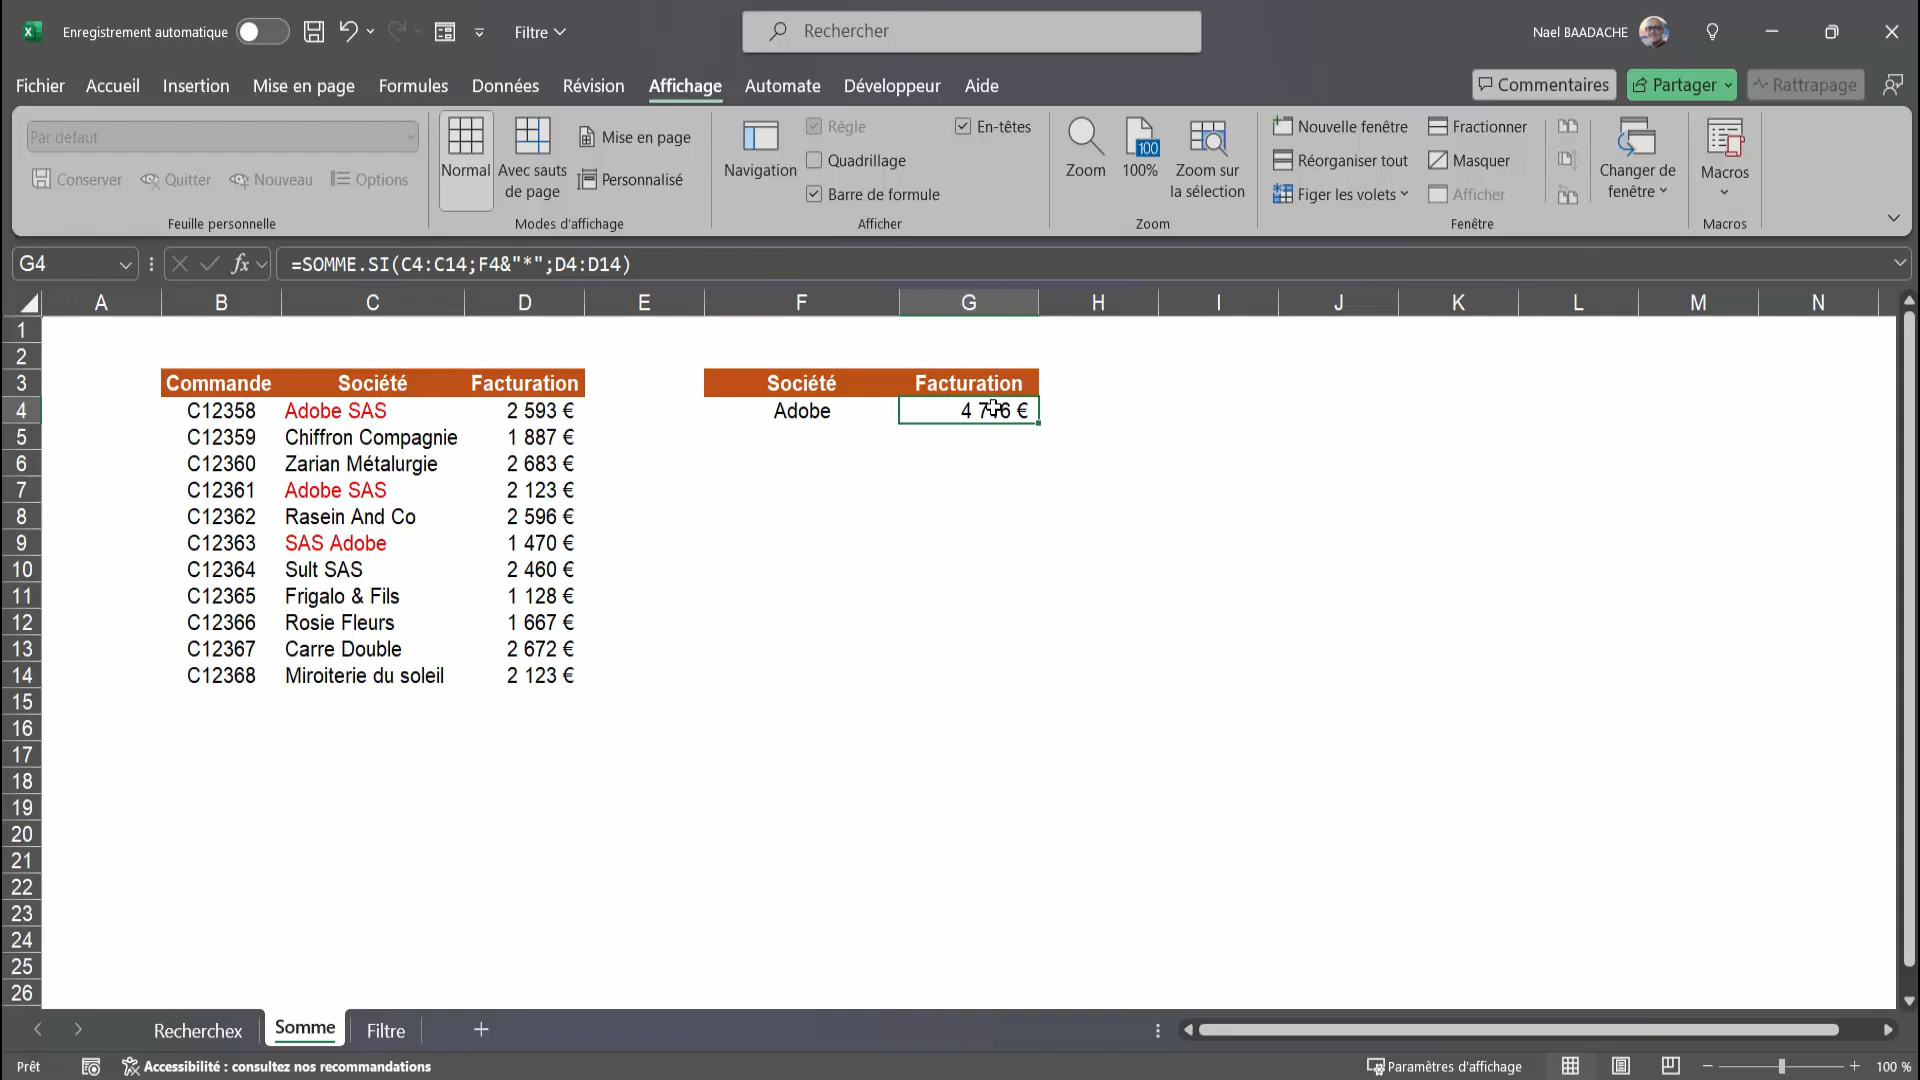 Enregistrement automatique
Filtre
Rechercher
Nael BAADACHE
Fichier Accueil Insertion Mise en page Formules Données Révision Affichage Automate Développeur Aide
Commentaires Partager Rattrapage
Par defaut
Conserver Quitter Nouveau Options
Feuille personnelle
Normal
Avec sauts
de page
Mise en page
Personnalisé
Modes d'affichage
Navigation
Règle
Quadrillage
Barre de formule
En-têtes
Afficher
Zoom
100
100%
Zoom sur
la sélection
Zoom
Nouvelle fenêtre
Réorganiser tout
Figer les volets
Fractionner
Masquer
Afficher
Changer de
fenêtre
Fenêtre
Macros
Macros
G4
fx
=SOMME.SI(C4:C14;F4&"*";D4:D14)
A B C D E F G H I J K L M N
1
2
3 Commande Société Facturation Société Facturation
4 C12358 Adobe SAS 2 593 € Adobe
5 C12359 Chiffron Compagnie 1 887 €
6 C12360 Zarian Métalurgie 2 683 €
7 C12361 Adobe SAS 2 123 €
8 C12362 Rasein And Co 2 596 €
9 C12363 SAS Adobe 1 470 €
10 C12364 Sult SAS 2 460 €
11 C12365 Frigalo & Fils 1 128 €
12 C12366 Rosie Fleurs 1 667 €
13 C12367 Carre Double 2 672 €
14 C12368 Miroiterie du soleil 2 123 €
15
16
17
18
19
20
21
22
23
24
25
26
Recherchex Somme Filtre
Prêt
Accessibilité : consultez nos recommandations
Paramètres d'affichage
100 %